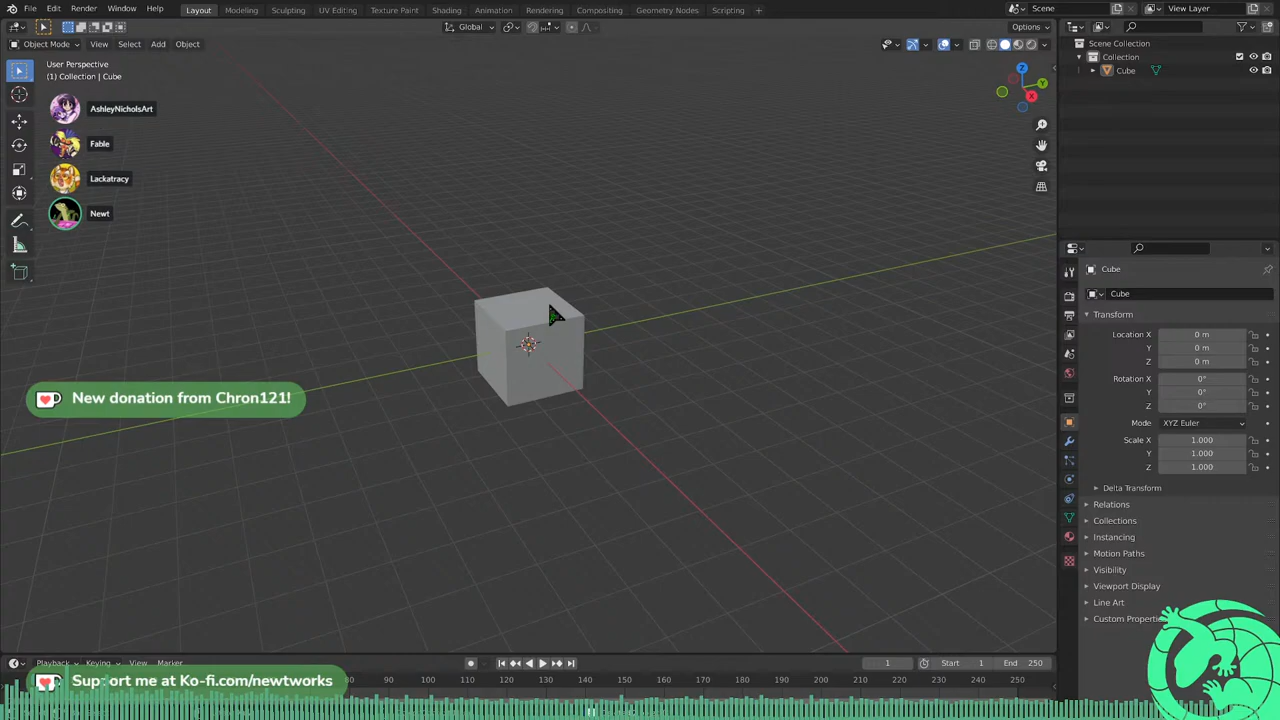 File Edit Render Window Help Layout Modeling Sculpting UV Editing Texture Paint Shading Animation Rendering Compositing Geometry Nodes Scripting + Scene View Layer
Global Options
Object Mode View Select Add Object
User Perspective
(1) Collection | Cube
AshleyNicholsArt
Fable
Lackatracy
Newt
Z
Y
X
New donation from Chron121!
Scene Collection
Collection
Cube
Cube
Cube
Transform
Location X 0 m
Y 0 m
Z 0 m
Rotation X 0°
Y 0°
Z 0°
Mode XYZ Euler
Scale X 1.000
Y 1.000
Z 1.000
Delta Transform
Relations
Collections
Instancing
Motion Paths
Visibility
Viewport Display
Line Art
Custom
Playback Keying View Marker 1 Start 1 End 250
Support me at Ko-fi.com/newtworks
80 90 100 110 120 130 140 150 160 170 180 190 200 210 220 230 240 250